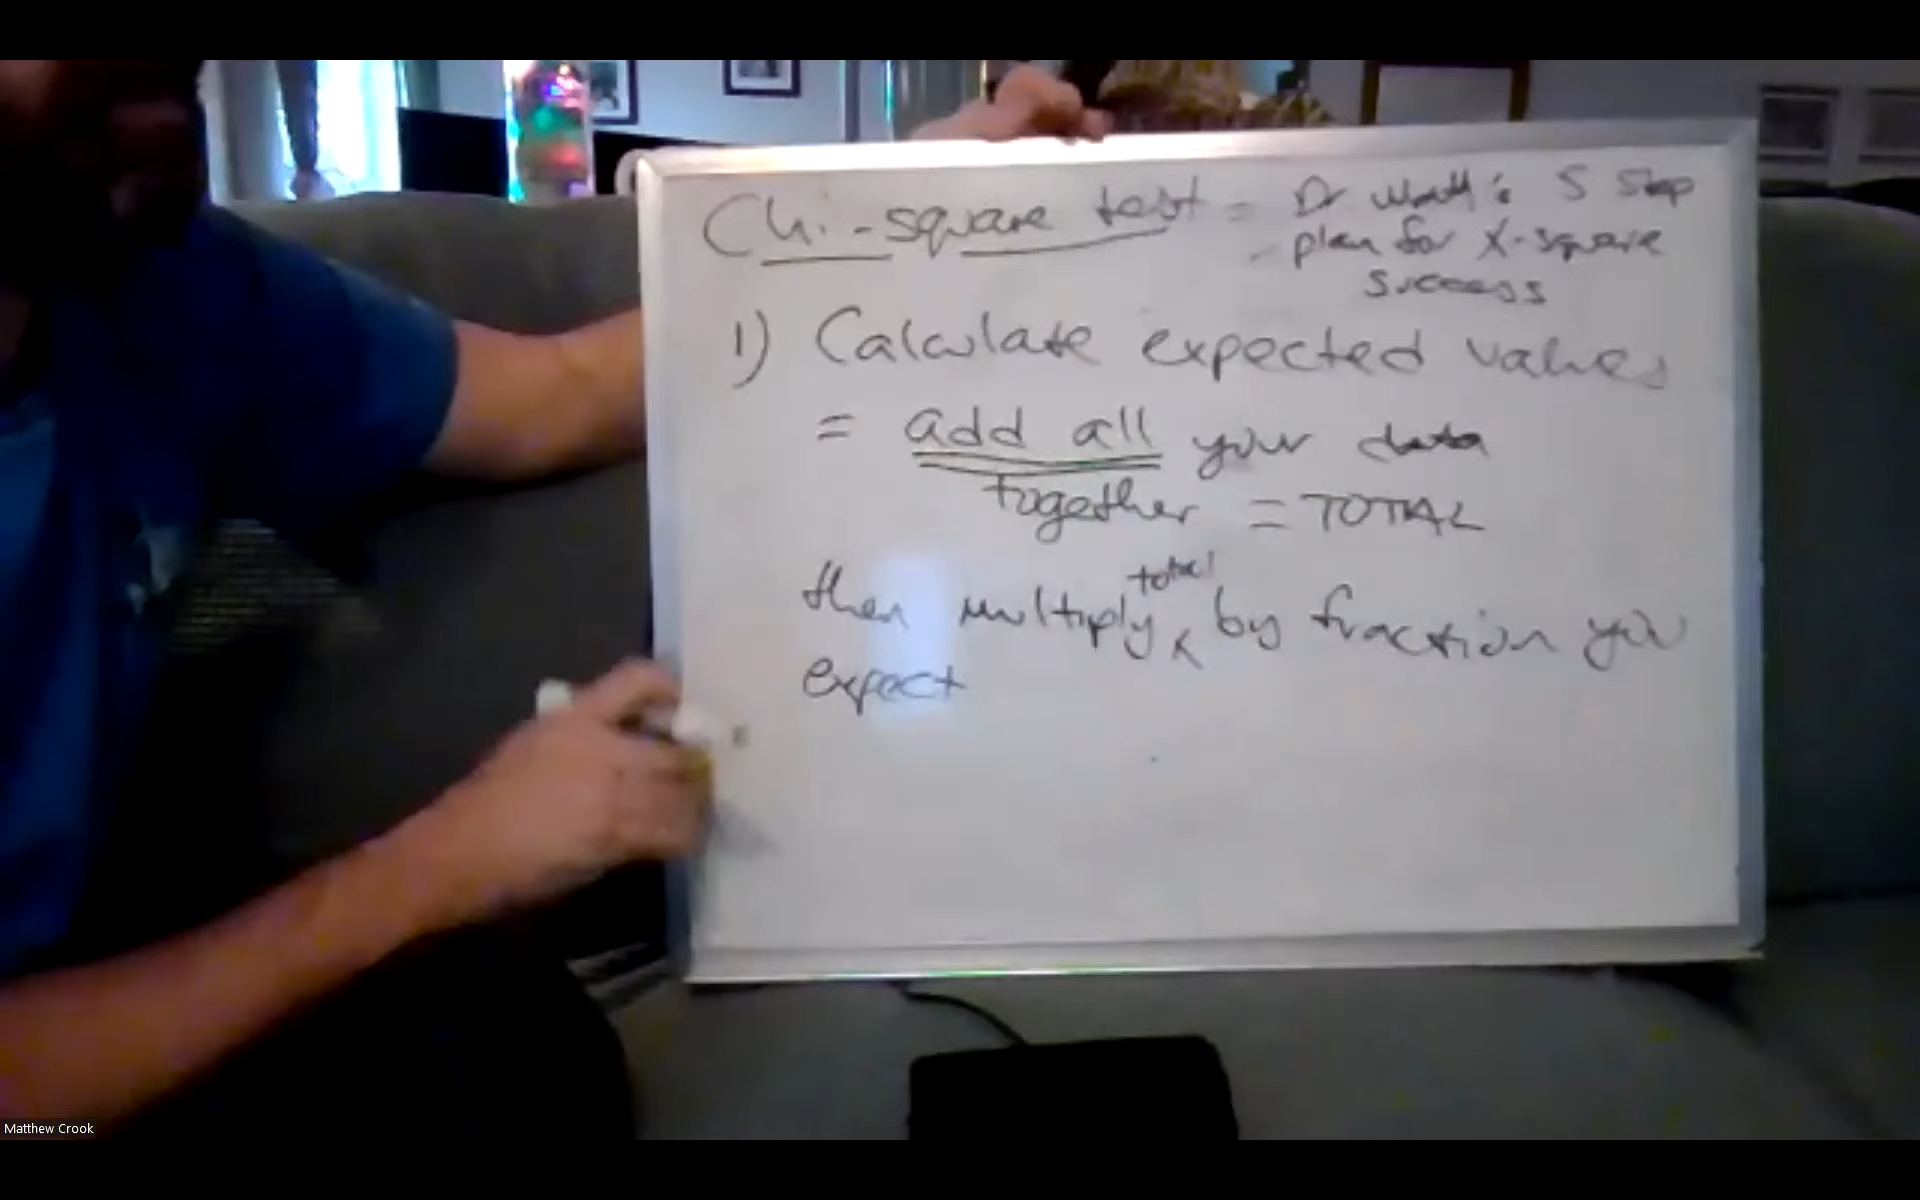 Chi-square test = Dr Matt's 5 step
plan for X-square
success
1) Calculate expected values
= add all your data
together = TOTAL
then multiply total by fraction you
expect
Matthew Crook